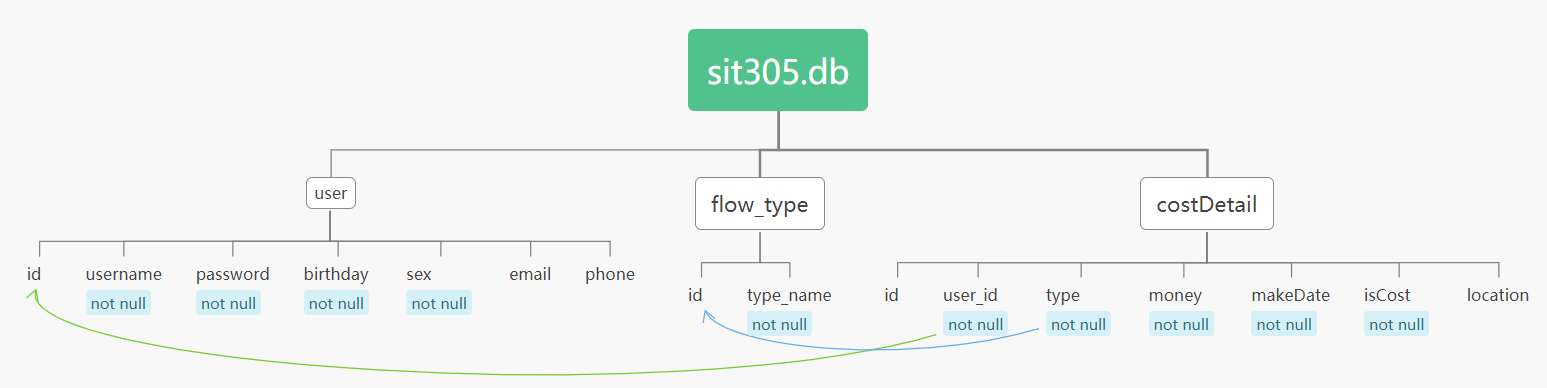 sit305.db
user
flow_type
costDetail
id username password birthday sex email phone
not null not null not null not null
id type_name
not null
id user_id type money makeDate isCost location
not null not null not null not null not null